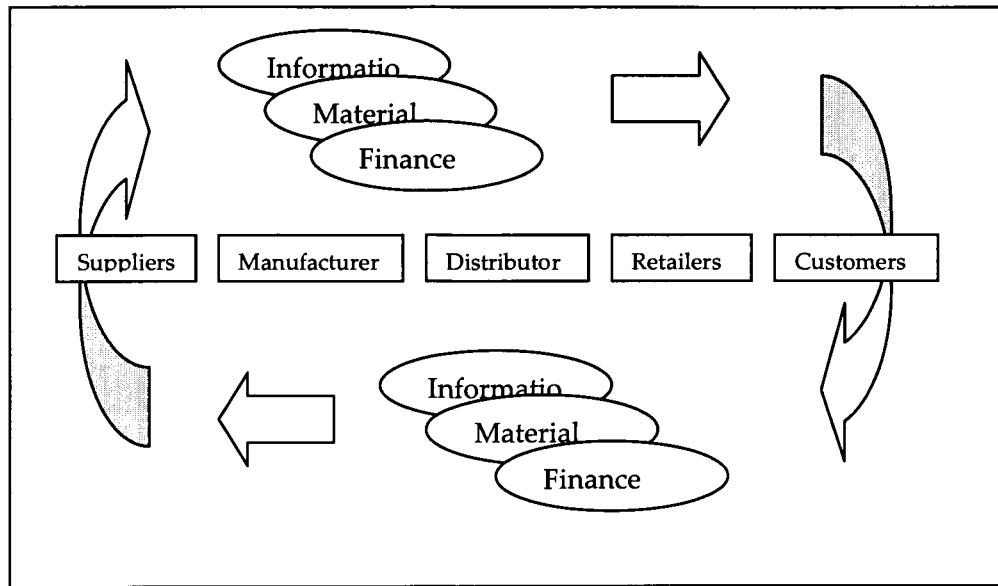 Informatio
Material
Finance
Suppliers Manufacturer Distributor Retailers Customers
Informatio
Material
Finance